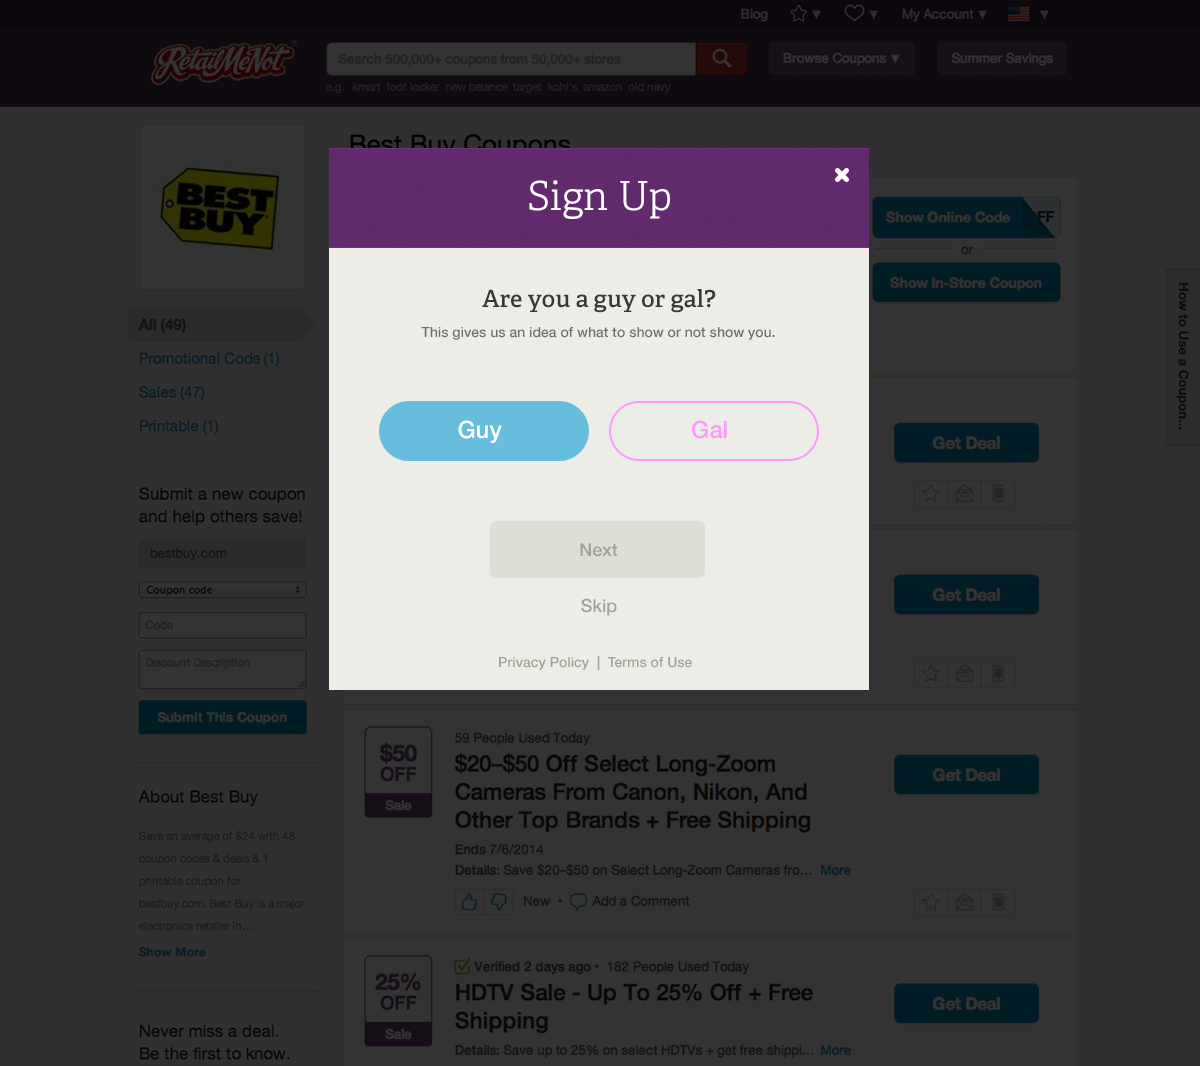 Blog
My Account ▼
RetailMeNot
Search 500,000+ coupons from 50,000+ stores
Browse Coupons ▼
Summer Savings
e.g. kmart foot locker new balance target kohl's amazon old navy
BEST
BUY
Best Buy Coupons
Sign Up
Are you a guy or gal?
This gives us an idea of what to show or not show you.
Guy
Gal
Next
Skip
Privacy Policy | Terms of Use
All (49)
Promotional Code (1)
Sales (47)
Printable (1)
Submit a new coupon
and help others save!
bestbuy.com
Coupon code
Code
Discount Description
Submit This Coupon
About Best Buy
Save an average of $24 with 48
coupon codes & deals & 1
printable coupon for
bestbuy.com. Best Buy is a major
electronics retailer in...
Show More
Never miss a deal.
Be the first to know.
Show Online Code
FF
or
Show In-Store Coupon
How to Use a Coupon...
Get Deal
Get Deal
$50
OFF
Sale
59 People Used Today
$20–$50 Off Select Long-Zoom
Cameras From Canon, Nikon, And
Other Top Brands + Free Shipping
Ends 7/6/2014
Details: Save $20–$50 on Select Long-Zoom Cameras fro... More
New • Add a Comment
Get Deal
25%
OFF
Sale
Verified 2 days ago • 182 People Used Today
HDTV Sale - Up To 25% Off + Free
Shipping
Details: Save up to 25% on select HDTVs + get free shippi... More
Get Deal